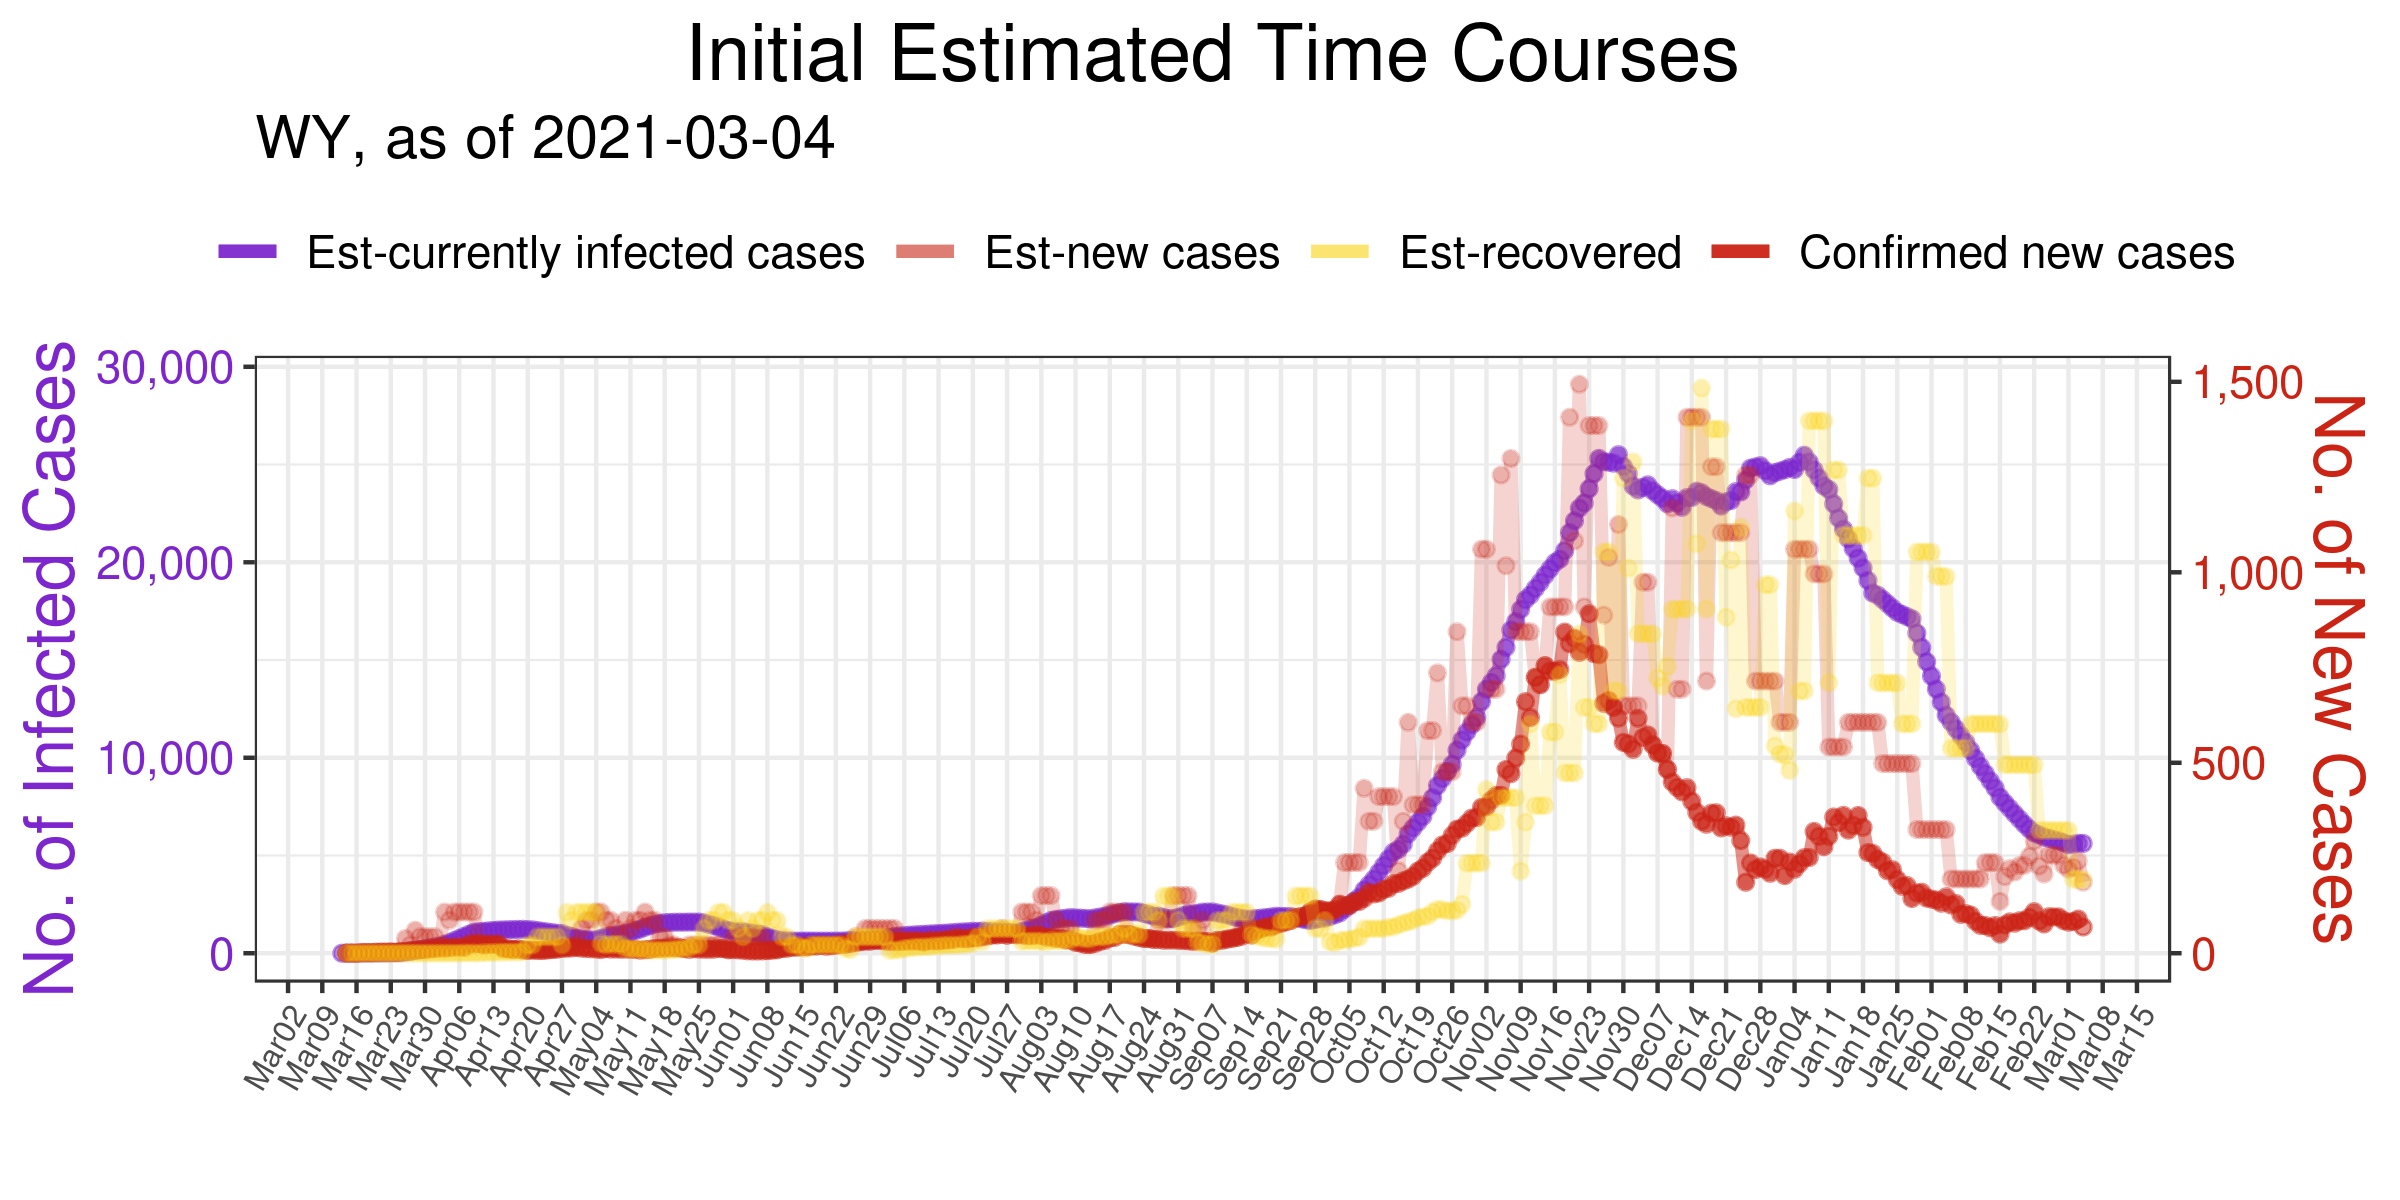 Initial Estimated Time Courses
WY, as of 2021-03-04
Est-currently infected cases
Est-new cases
Est-recovered
Confirmed new cases
No. of Infected Cases
30,000
20,000
10,000
0
1,500
1,000
500
0
No. of New Cases
Mar02
Mar09
Mar16
Mar23
Mar30
Apr06
Apr13
Apr20
Apr27
May04
May11
May18
May25
Jun01
Jun08
Jun15
Jun22
Jun29
Jul06
Jul13
Jul20
Jul27
Aug03
Aug10
Aug17
Aug24
Aug31
Sep07
Sep14
Sep21
Sep28
Oct05
Oct12
Oct19
Oct26
Nov02
Nov09
Nov16
Nov23
Nov30
Dec07
Dec14
Dec21
Dec28
Jan04
Jan11
Jan18
Jan25
Feb01
Feb08
Feb15
Feb22
Mar01
Mar08
Mar15